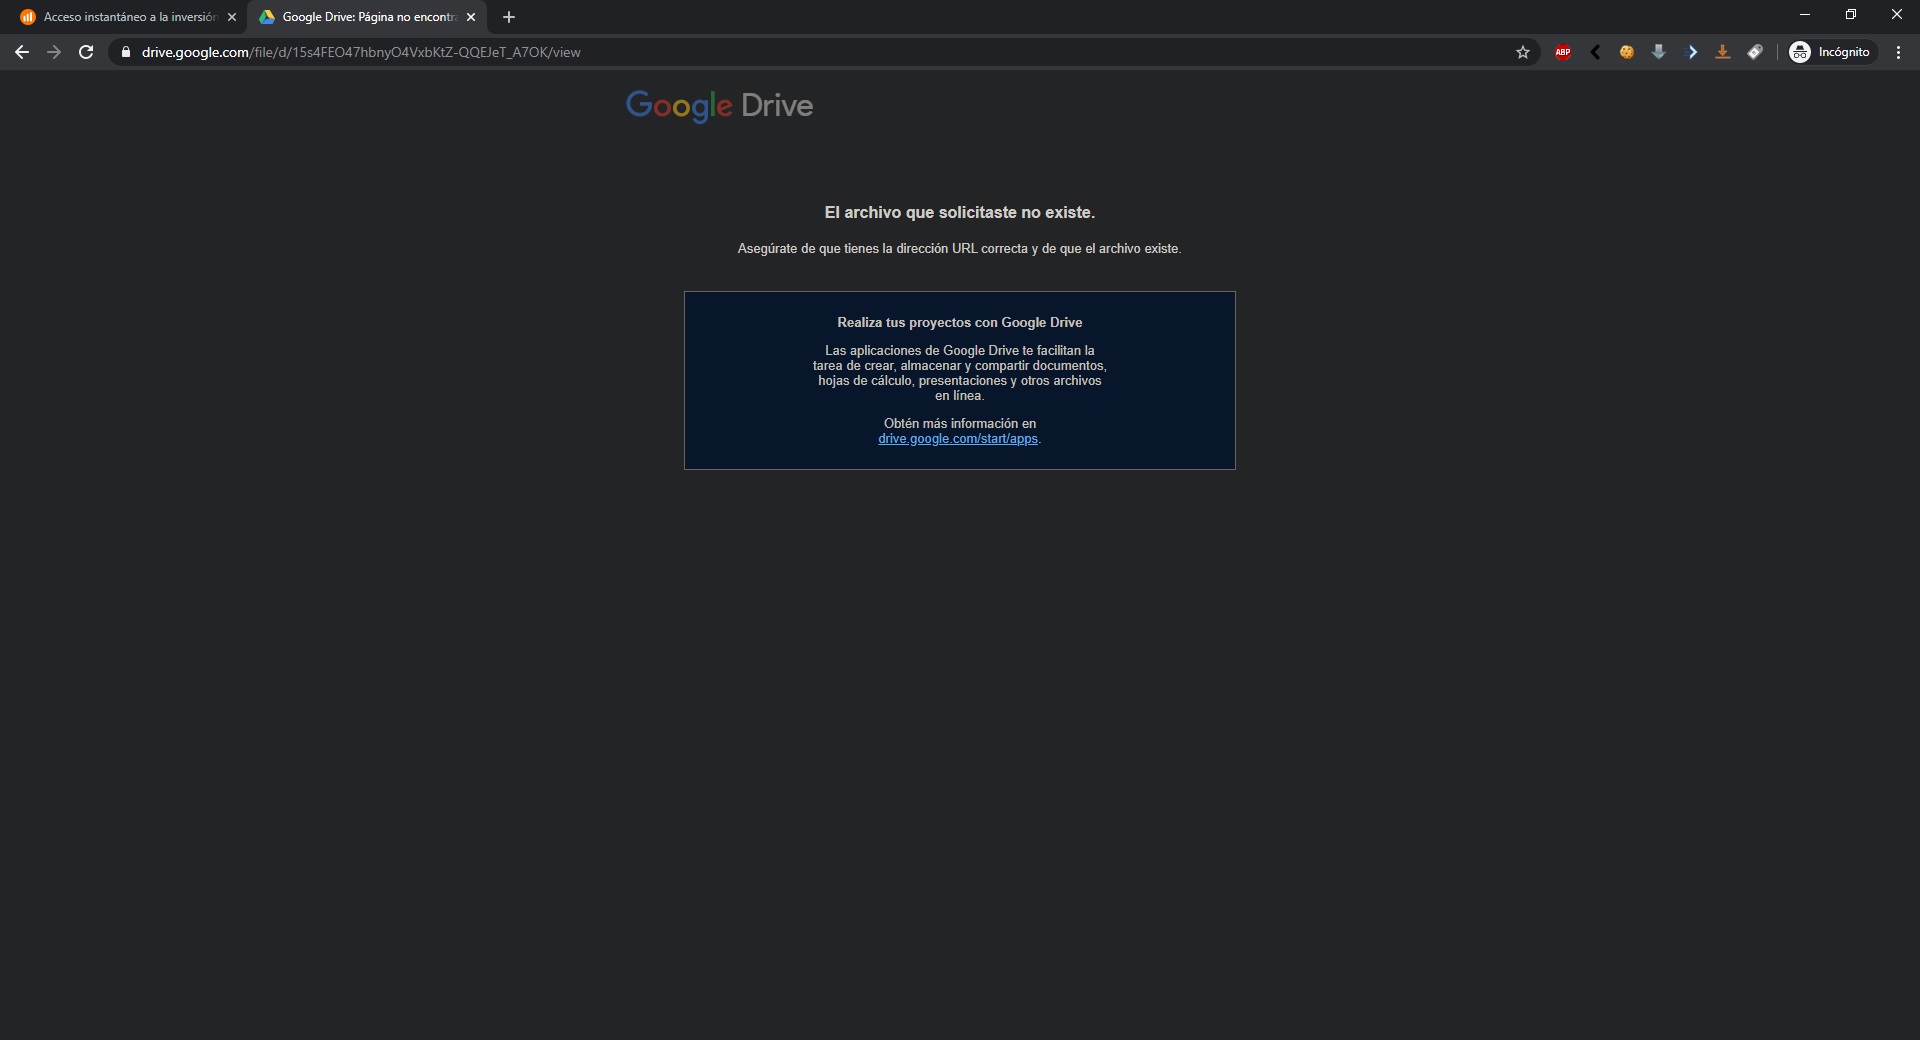 Acceso instantáneo a la inversión
Google Drive: Página no encontra
drive.google.com/file/d/15s4FEO47hbnyO4VxbKtZ-QQEJeT_A7OK/view
ABP
Incógnito
Google Drive
El archivo que solicitaste no existe.
Asegúrate de que tienes la dirección URL correcta y de que el archivo existe.
Realiza tus proyectos con Google Drive
Las aplicaciones de Google Drive te facilitan la
tarea de crear, almacenar y compartir documentos,
hojas de cálculo, presentaciones y otros archivos
en línea.
Obtén más información en
drive.google.com/start/apps.